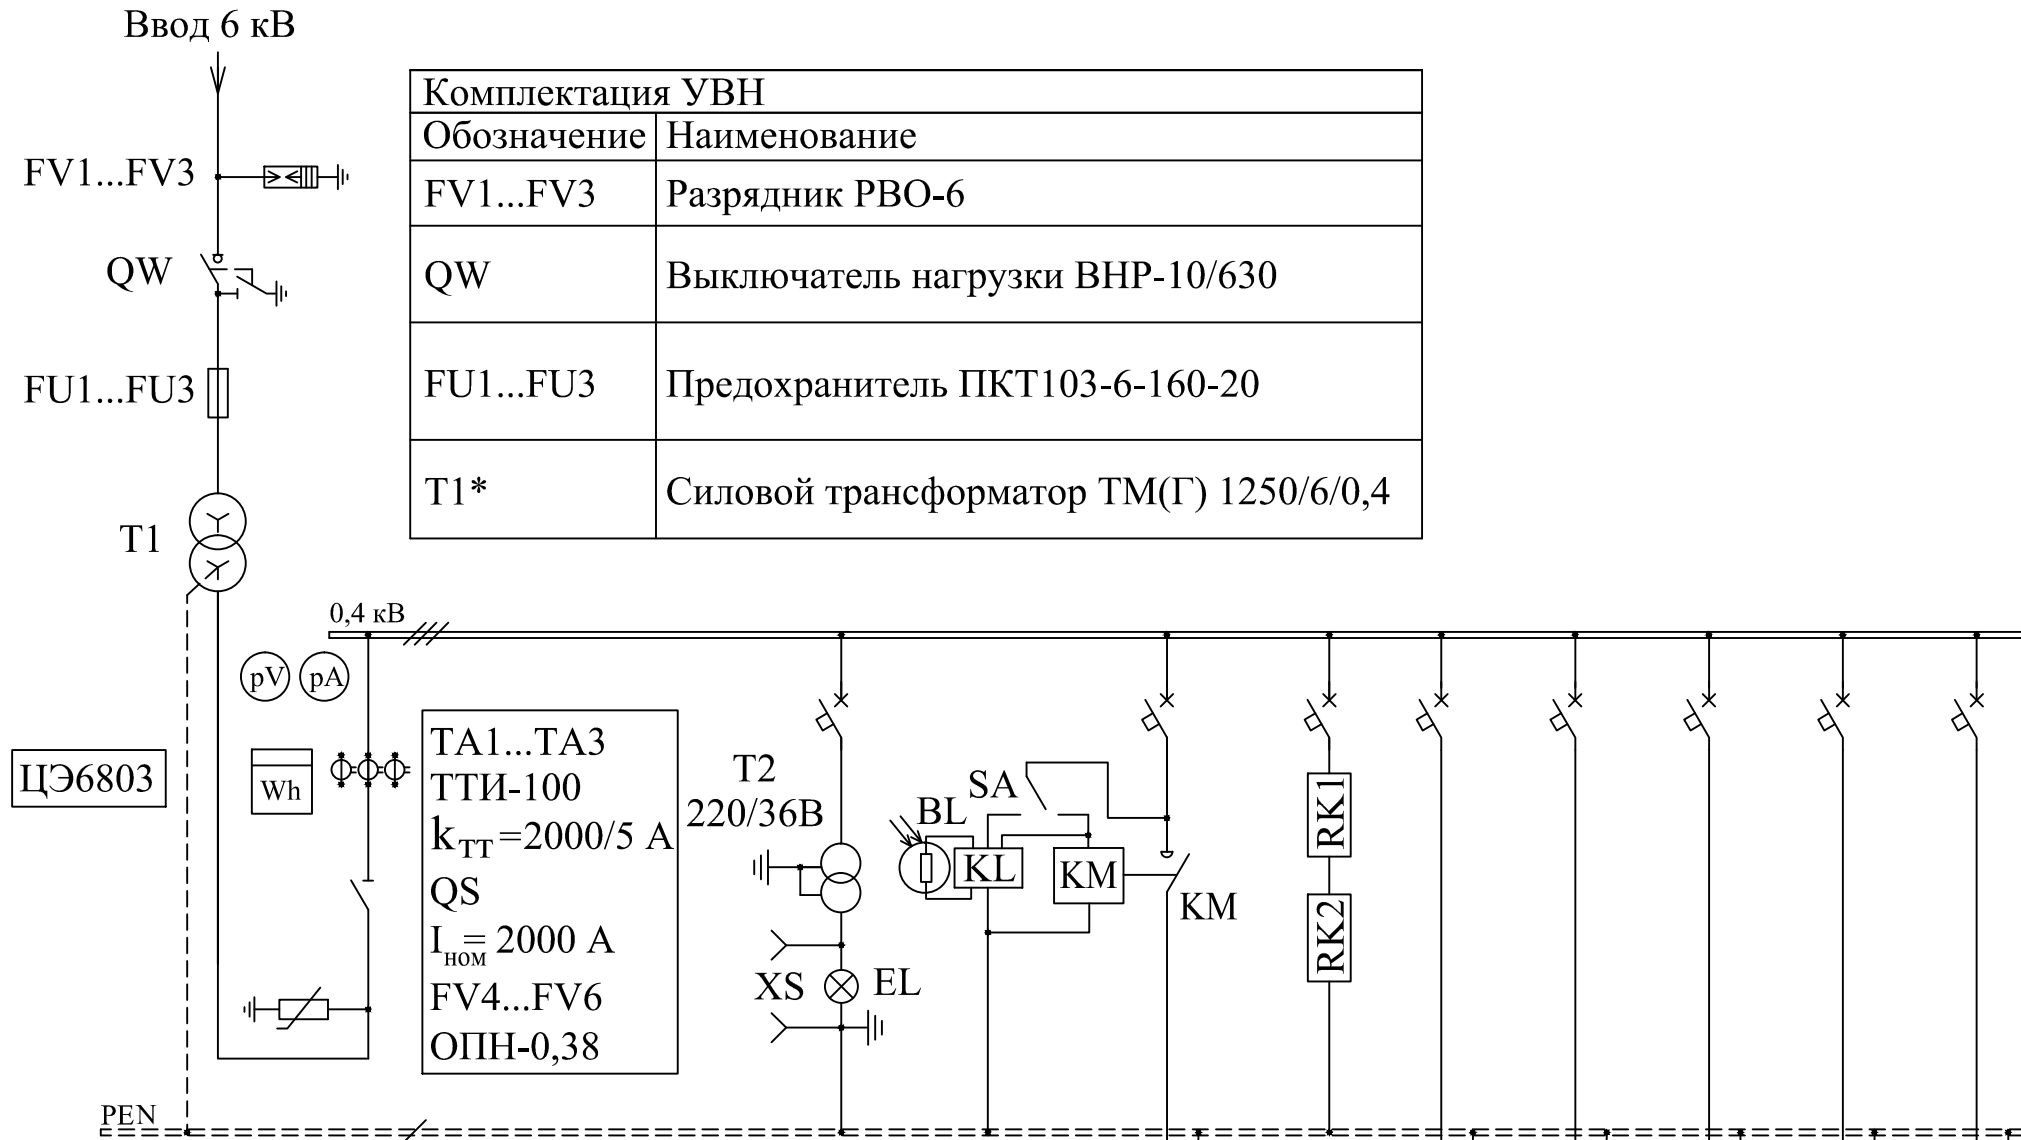 Ввод 6 кВ
Комплектация УВН
Обозначение Наименование
FV1...FV3
FV1...FV3 Разрядник РВО-6
QW
QW Выключатель нагрузки ВНР-10/630
FU1...FU3
FU1...FU3 Предохранитель ПКТ103-6-160-20
T1
T1* Силовой трансформатор ТМ(Г) 1250/6/0,4
0,4 кВ
pV pA
ЦЭ6803
Wh
TA1...TA3
ТТИ-100
kТТ=2000/5 А
QS
Iном= 2000 А
FV4...FV6
ОПН-0,38
T2
220/36В
XS
EL
BL
SA
KL
KM
KM
RK1
RK2
PEN